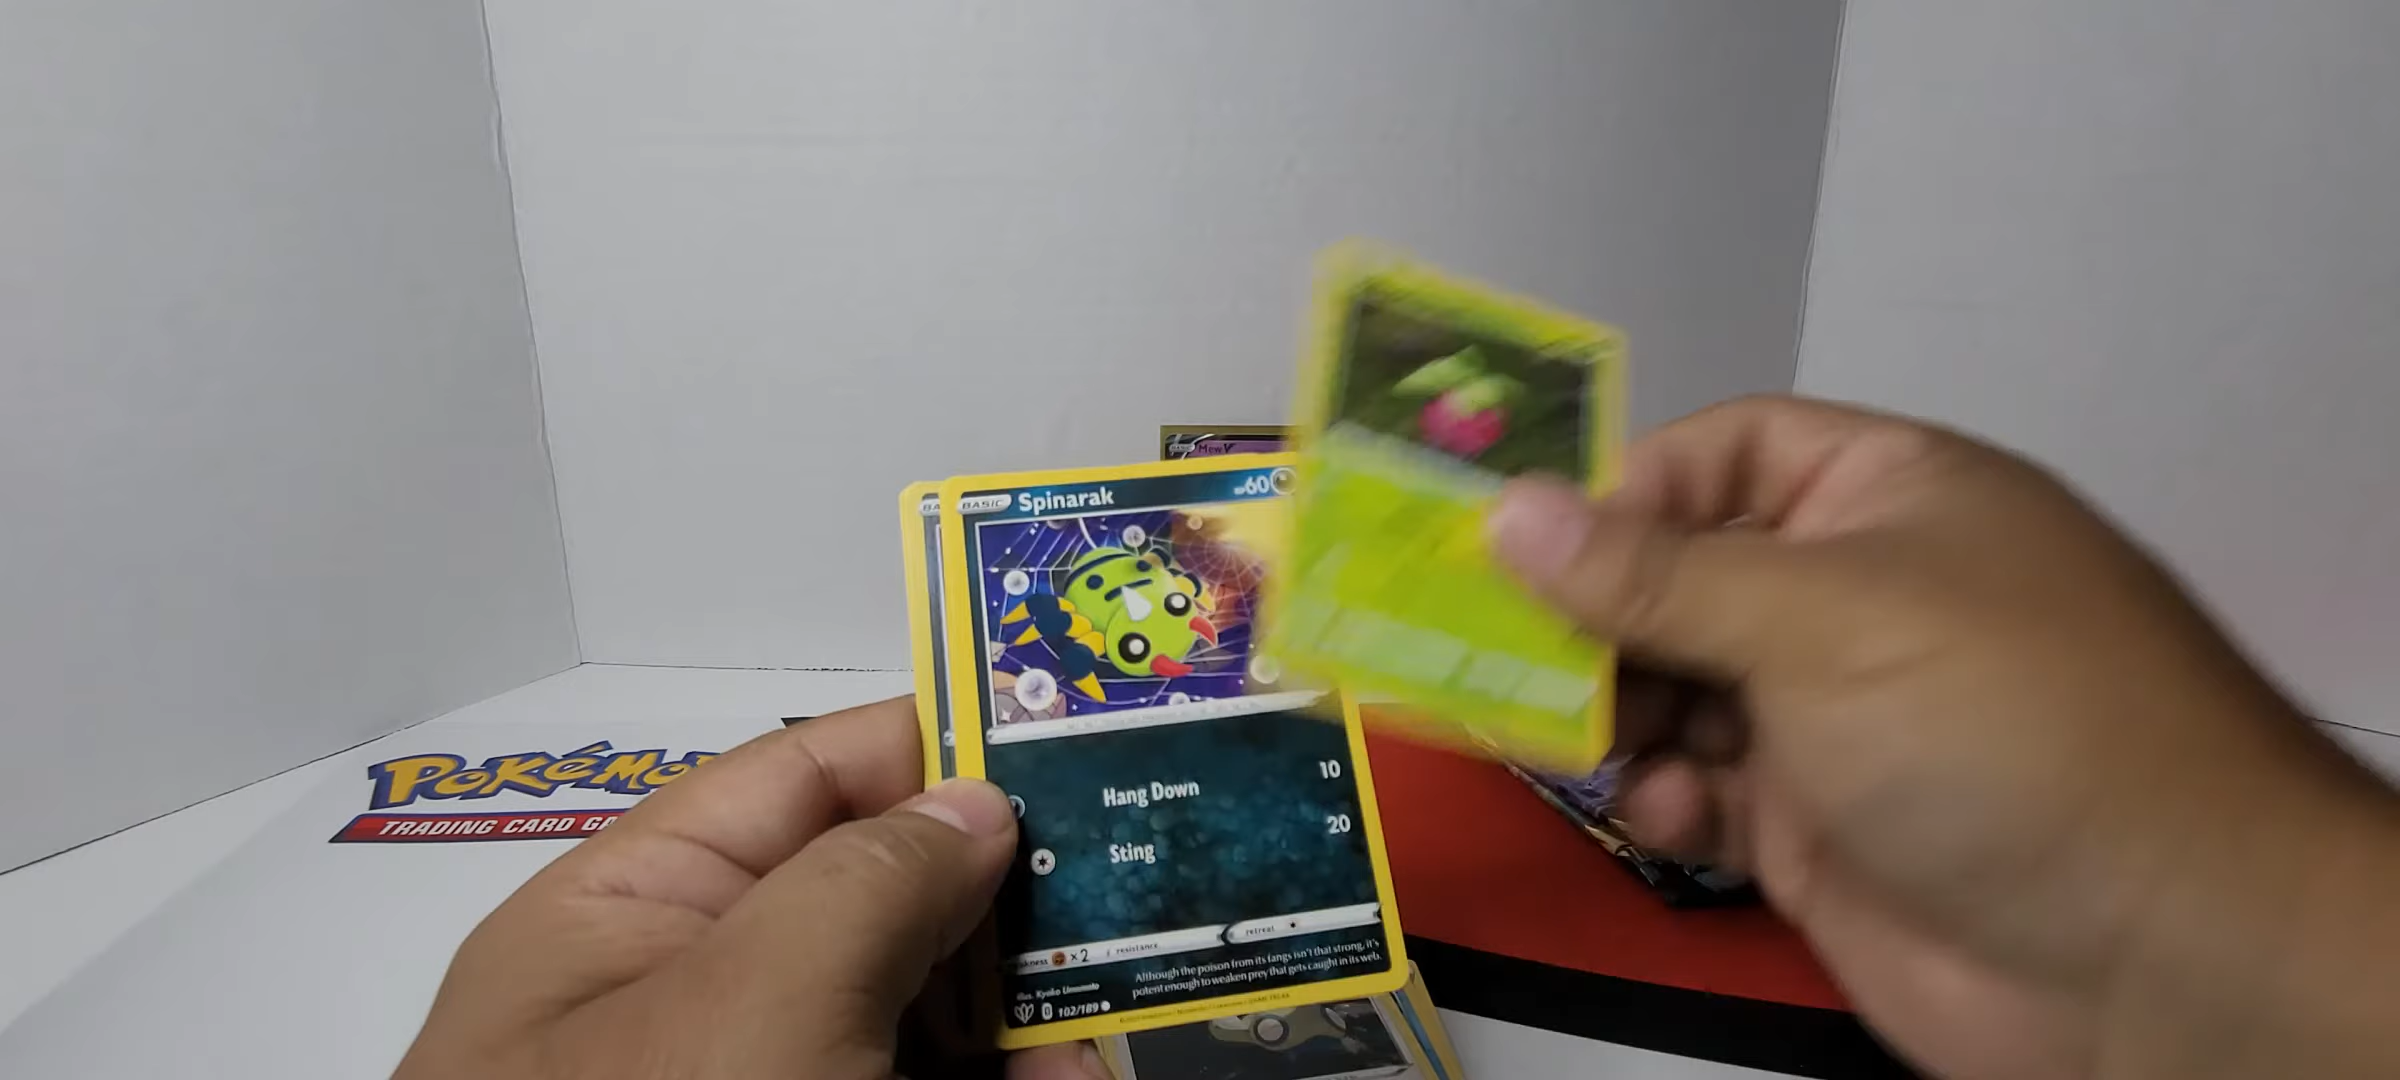 Mew V
BASIC Spinarak 60
BA
Hang Down 10
Sting 20
Pokémo
TRADING CARD GA
akness ×2 resistance
retreat
Although the poison from its fangs isn't that strong, it's
potent enough to weaken prey that gets caught in its web.
illus. Kyoko Umemoto
D 102/189